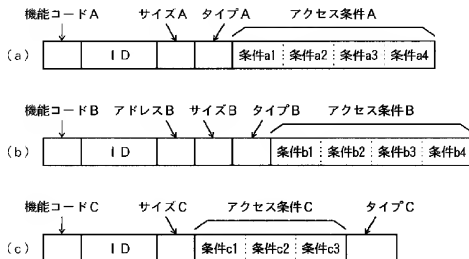 機能コードA サイズA タイプA アクセス条件A
(a) ID 条件a1 条件a2 条件a3 条件a4
機能コードB アドレスB サイズB タイプB アクセス条件B
(b) ID 条件b1 条件b2 条件b3 条件b4
機能コードC サイズC アクセス条件C タイプC
(c) ID 条件c1 条件c2 条件c3